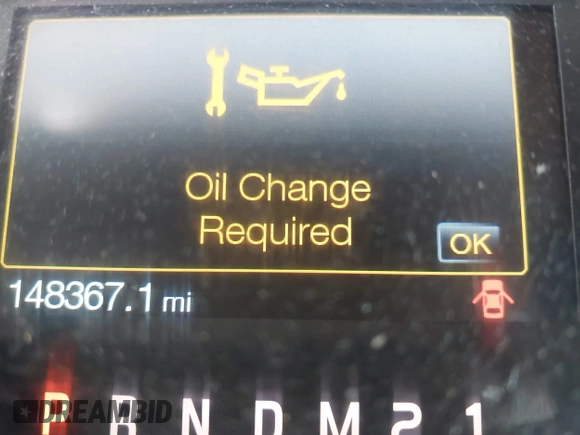 Oil Change
Required
OK
148367.1 mi
P R N D M 2 1
DREAMBID